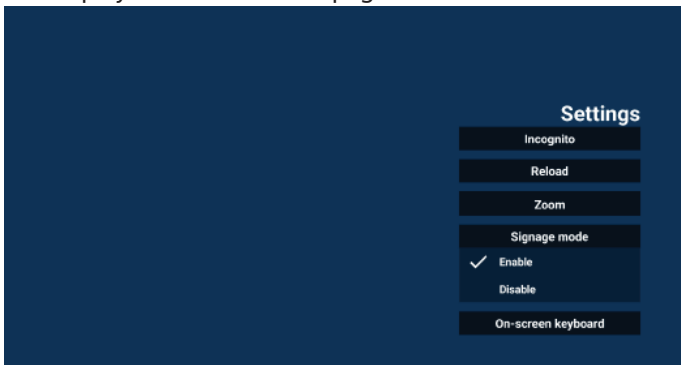 Settings
Incognito
Reload
Zoom
Signage mode
Enable
Disable
On-screen keyboard